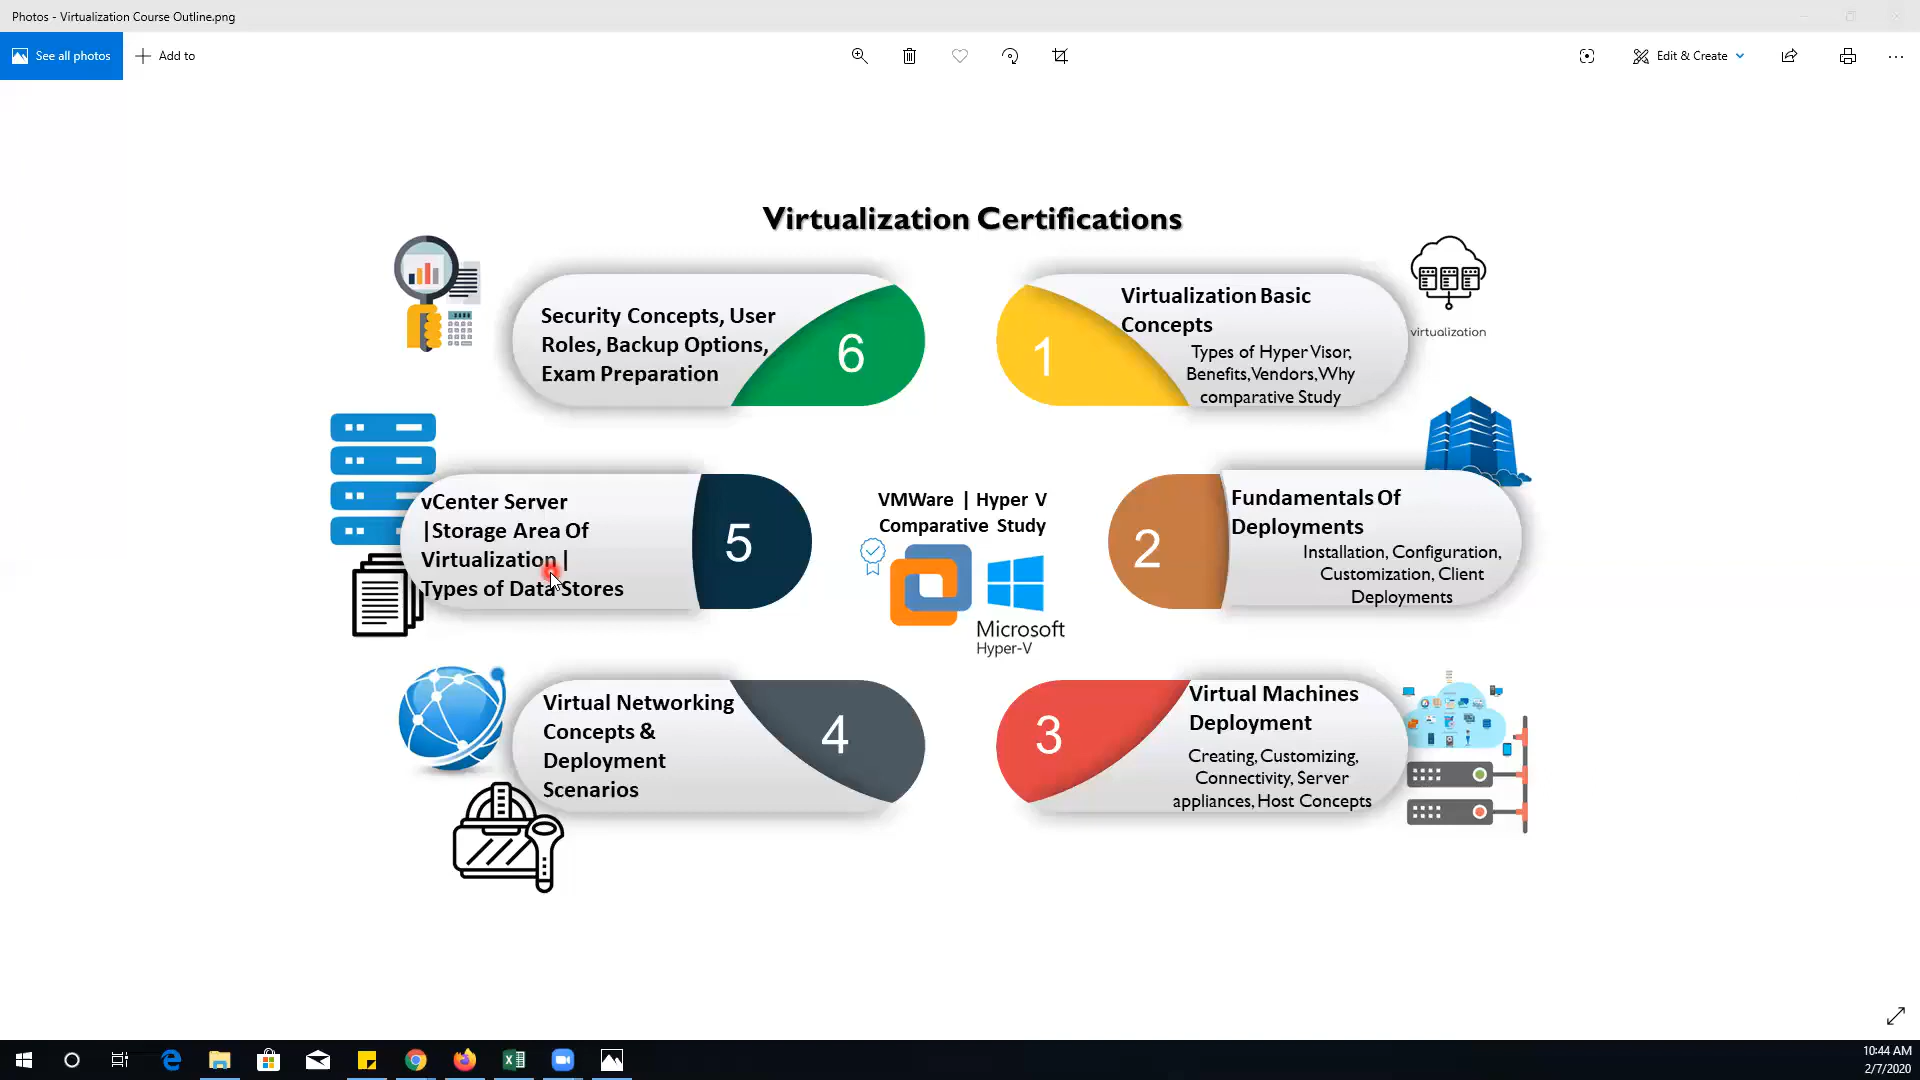 Photos - Virtualization Course Outline.png
See all photos
Add to
Edit & Create
Virtualization Certifications
Security Concepts, User
Roles, Backup Options,
Exam Preparation
6
1
Virtualization Basic
Concepts
Types of Hyper Visor,
Benefits,Vendors,Why
comparative Study
virtualization
vCenter Server
|Storage Area Of
Virtualization |
Types of Data Stores
5
VMWare | Hyper V
Comparative Study
Microsoft
Hyper-V
2
Fundamentals Of
Deployments
Installation, Configuration,
Customization, Client
Deployments
Virtual Networking
Concepts &
Deployment
Scenarios
4
3
Virtual Machines
Deployment
Creating, Customizing,
Connectivity, Server
appliances, Host Concepts
10:44 AM
2/7/2020